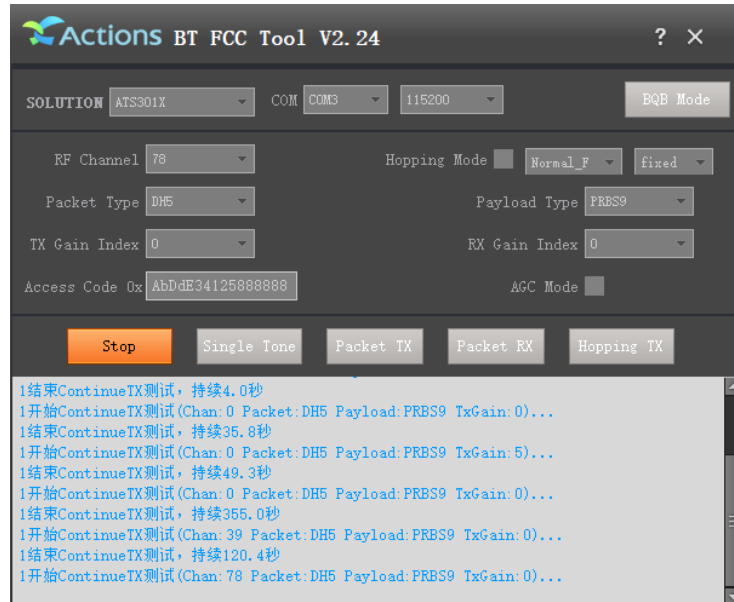 Actions BT FCC Tool V2.24 ? ×
SOLUTION ATS301X COM COM3 115200 BQB Mode
RF Channel 78 Hopping Mode Normal_F fixed
Packet Type DH5 Payload Type PRBS9
TX Gain Index 0 RX Gain Index 0
Access Code 0x AbDdE34125888888 AGC Mode
Stop Single Tone Packet TX Packet RX Hopping TX
1结束ContinueTX测试，持续4.0秒
1开始ContinueTX测试(Chan:0 Packet:DH5 Payload:PRBS9 TxGain:0)...
1结束ContinueTX测试，持续35.8秒
1开始ContinueTX测试(Chan:0 Packet:DH5 Payload:PRBS9 TxGain:5)...
1结束ContinueTX测试，持续49.3秒
1开始ContinueTX测试(Chan:0 Packet:DH5 Payload:PRBS9 TxGain:0)...
1结束ContinueTX测试，持续355.0秒
1开始ContinueTX测试(Chan:39 Packet:DH5 Payload:PRBS9 TxGain:0)...
1结束ContinueTX测试，持续120.4秒
1开始ContinueTX测试(Chan:78 Packet:DH5 Payload:PRBS9 TxGain:0)...